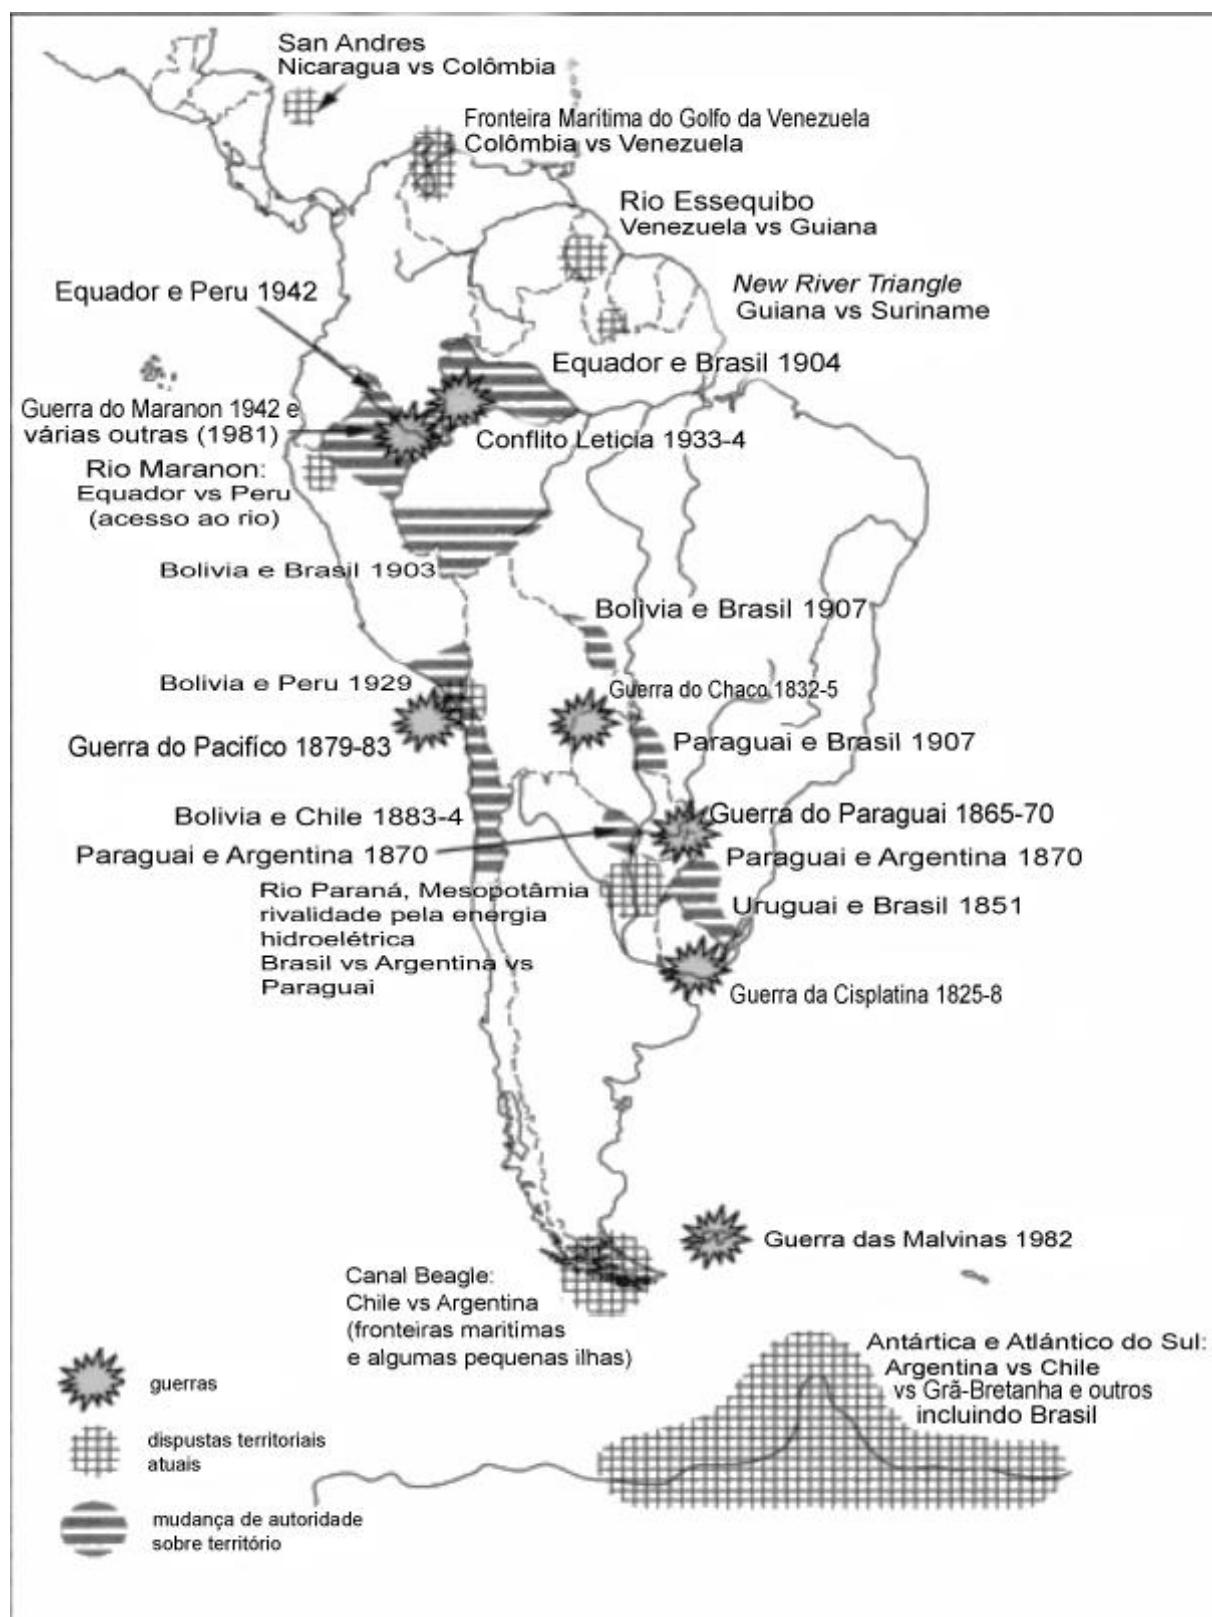 San Andres
Nicaragua vs Colômbia
Fronteira Marítima do Golfo da Venezuela
Colômbia vs Venezuela
Rio Essequibo
Venezuela vs Guiana
New River Triangle
Guiana vs Suriname
Equador e Peru 1942
Equador e Brasil 1904
Guerra do Maranon 1942 e
várias outras (1981)
Conflito Leticia 1933-4
Rio Maranon:
Equador vs Peru
(acesso ao rio)
Bolivia e Brasil 1903
Bolivia e Brasil 1907
Bolivia e Peru 1929
Guerra do Chaco 1832-5
Guerra do Pacifíco 1879-83
Paraguai e Brasil 1907
Bolivia e Chile 1883-4
Guerra do Paraguai 1865-70
Paraguai e Argentina 1870
Paraguai e Argentina 1870
Rio Paraná, Mesopotâmia
rivalidade pela energia
hidroelétrica
Brasil vs Argentina vs
Paraguai
Uruguai e Brasil 1851
Guerra da Cisplatina 1825-8
Guerra das Malvinas 1982
Canal Beagle:
Chile vs Argentina
(fronteiras maritimas
e algumas pequenas ilhas)
Antártica e Atlántico do Sul:
Argentina vs Chile
vs Grã-Bretanha e outros
incluindo Brasil
guerras
dispustas territoriais
atuais
mudança de autoridade
sobre território